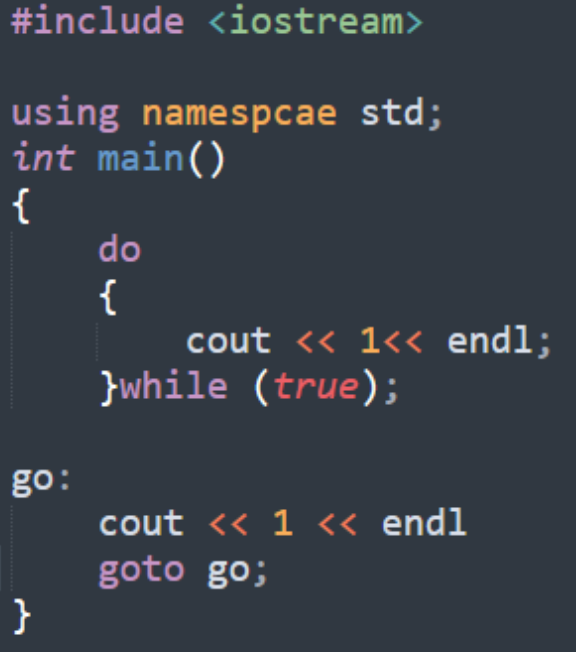 #include <iostream>
using namespcae std;
int main()
{
do
{
cout << 1<< endl;
}while (true);
go:
cout << 1 << endl
goto go;
}